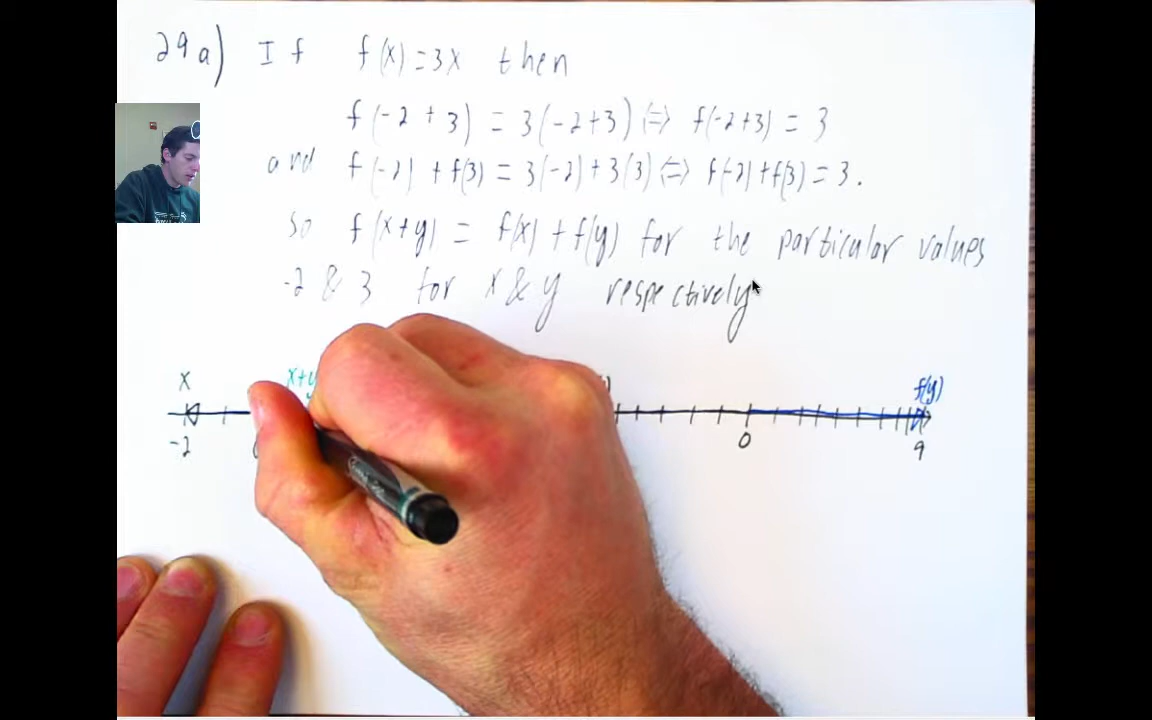 29a) If f(x)=3x then
f(-2 + 3) = 3(-2+3) ⇔ f(-2+3) = 3
and f(-2) + f(3) = 3(-2)+3(3) ⇔ f(-2)+f(3)=3.
So f(x+y) = f(x) + f(y) for the particular values
-2 & 3 for x & y respectively
x x+y f(y)
-2 0 9